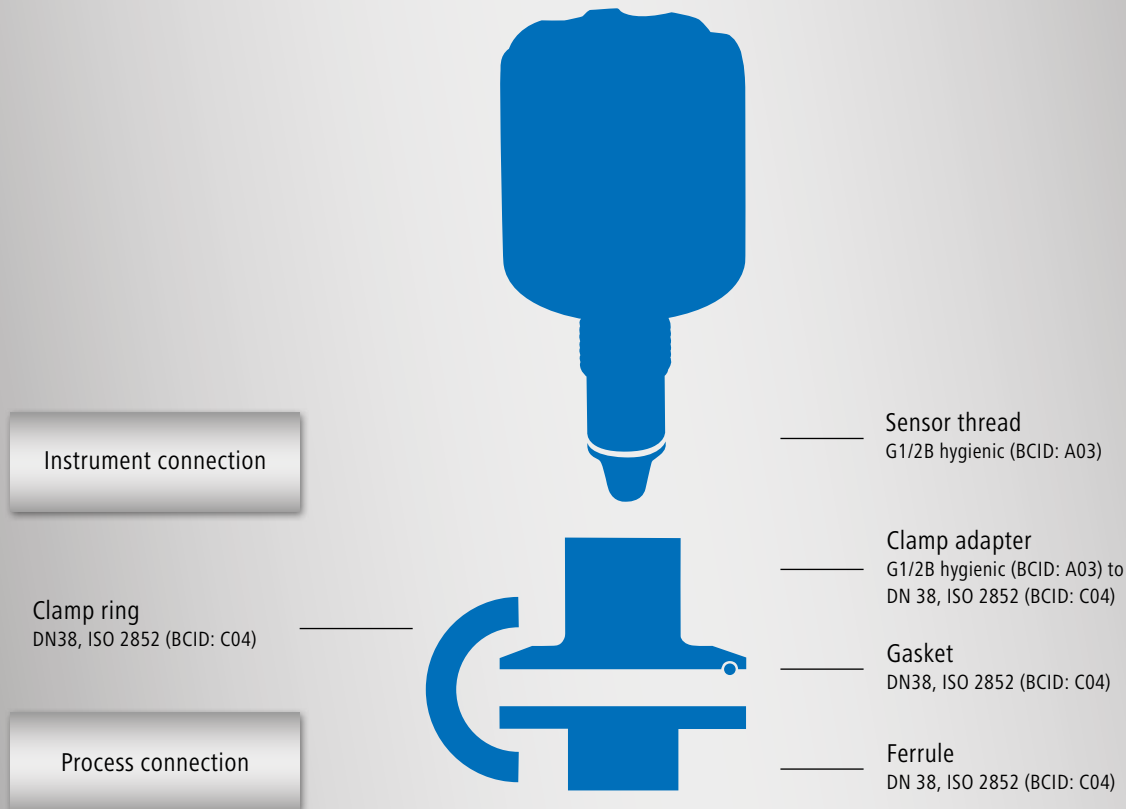 Instrument connection
Sensor thread
G1/2B hygienic (BCID: A03)
Clamp adapter
G1/2B hygienic (BCID: A03) to
DN 38, ISO 2852 (BCID: C04)
Clamp ring
DN38, ISO 2852 (BCID: C04)
Gasket
DN38, ISO 2852 (BCID: C04)
Process connection
Ferrule
DN 38, ISO 2852 (BCID: C04)